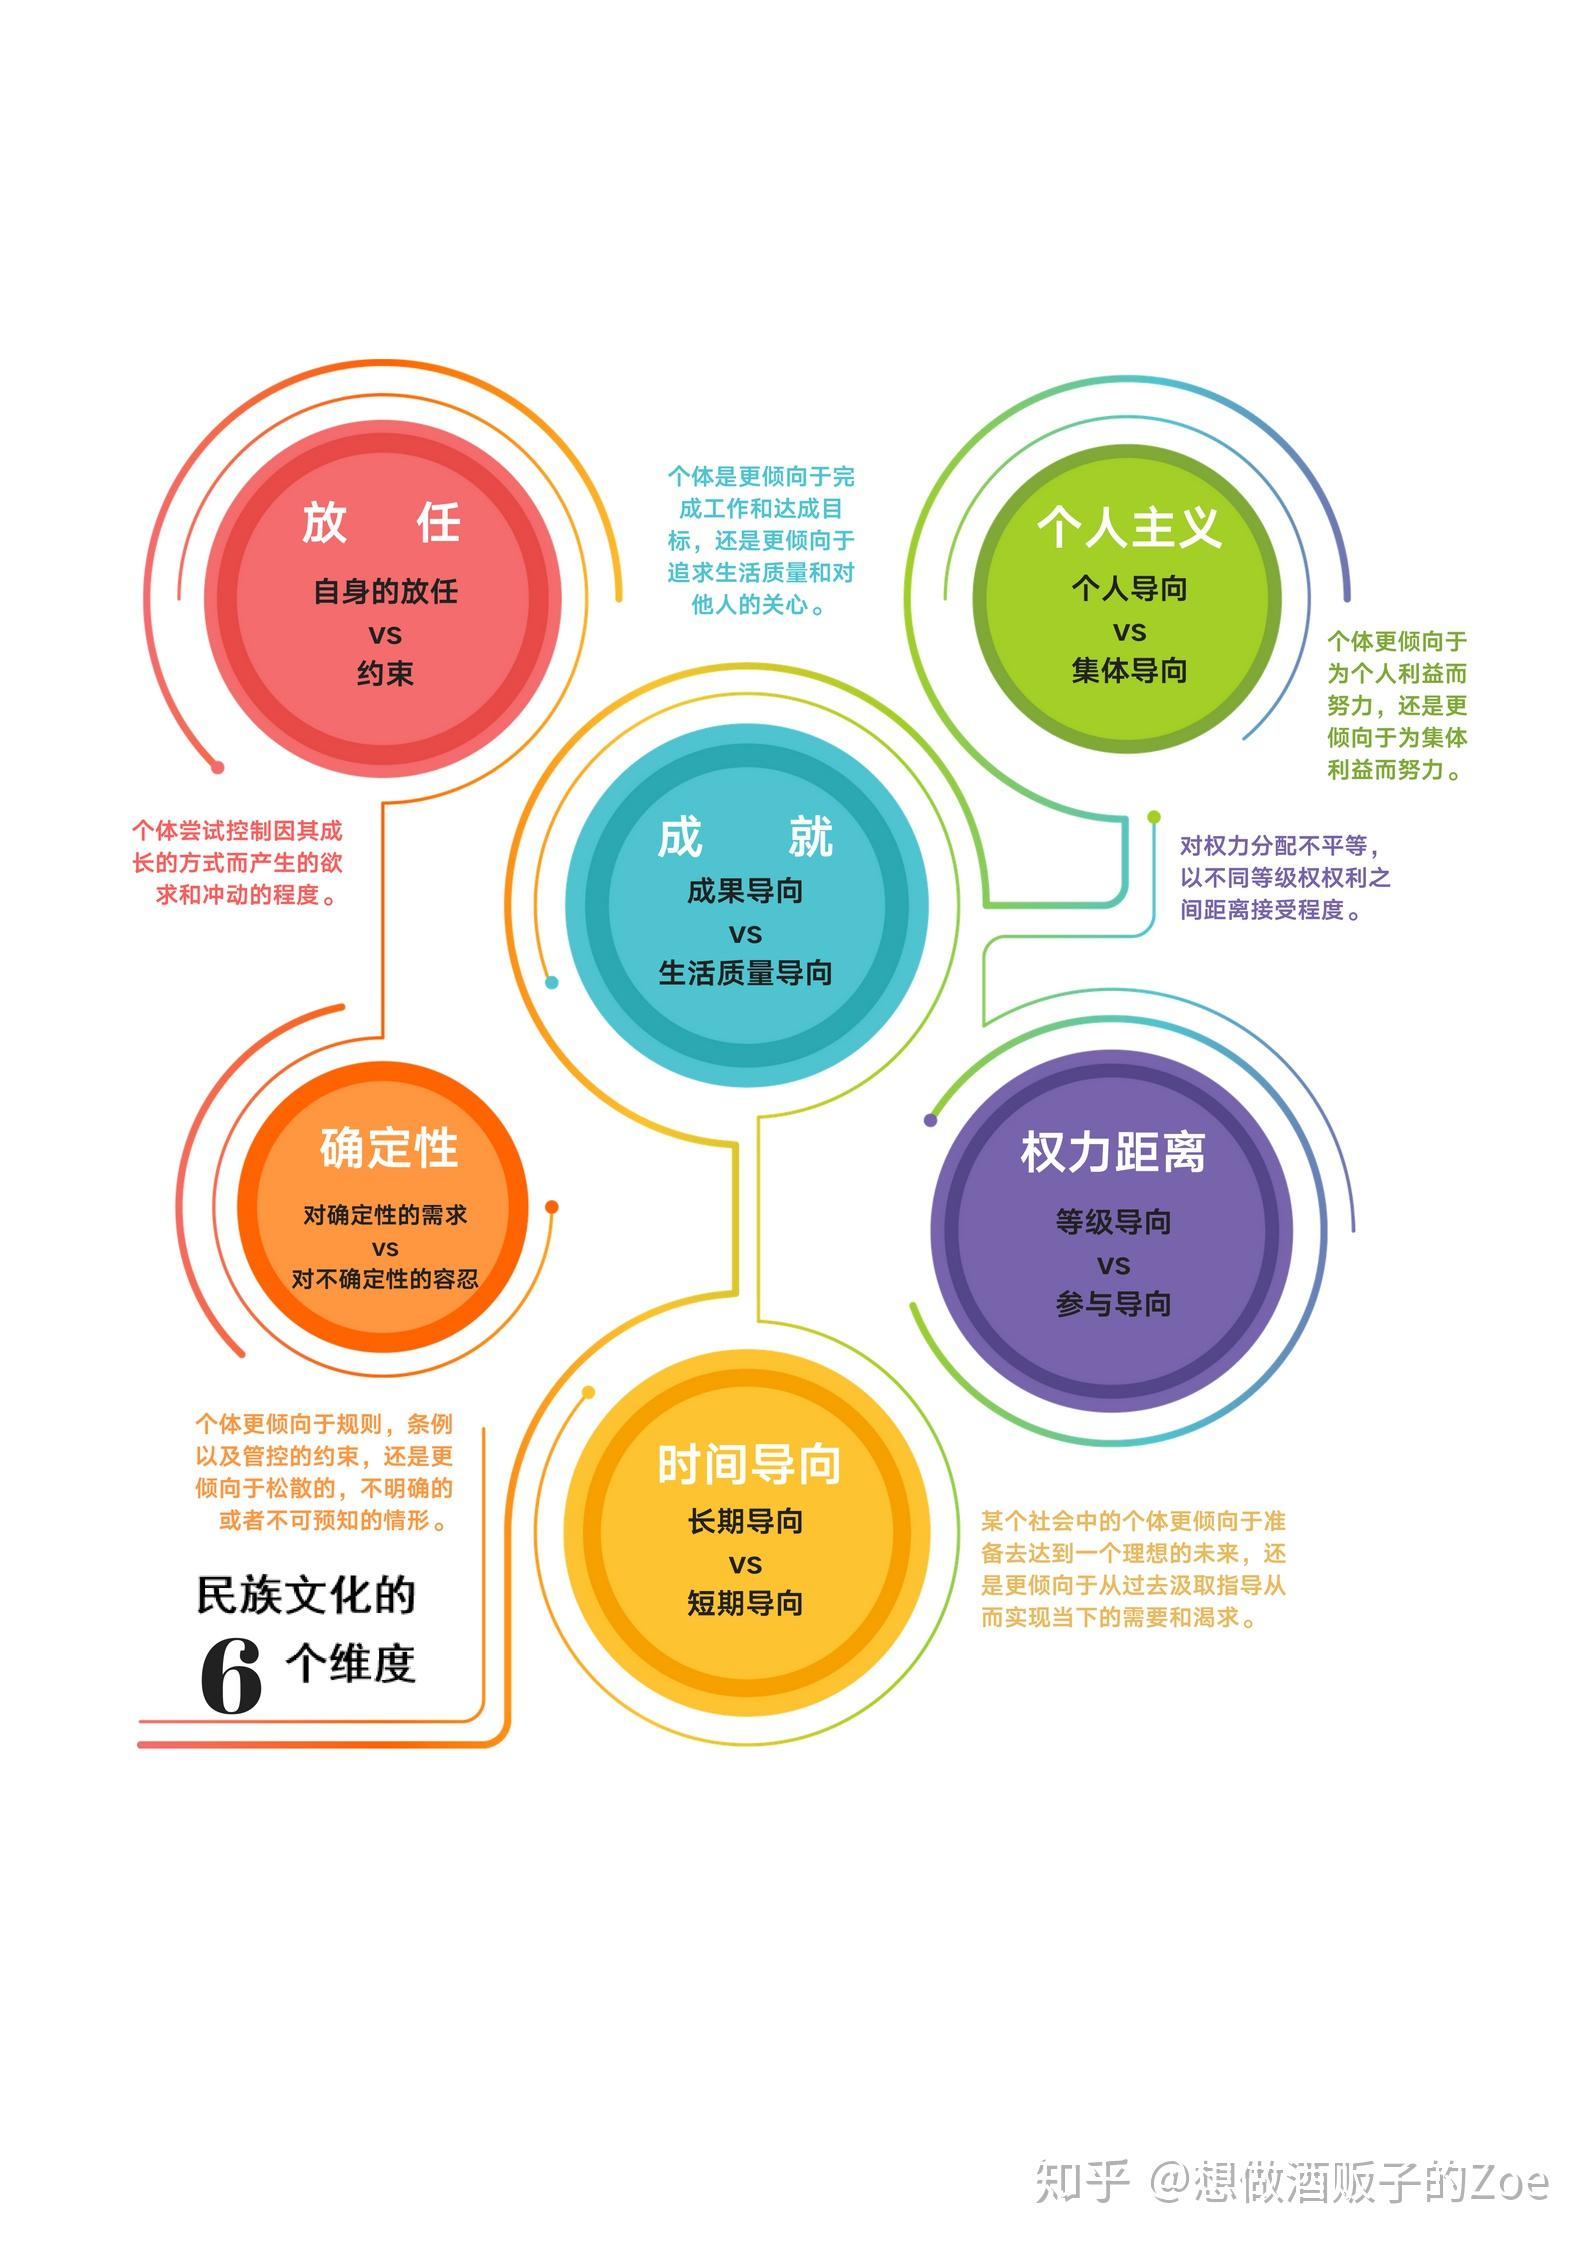 放 任
自身的放任
vs
约束
个体尝试控制因其成
长的方式而产生的欲
求和冲动的程度。
个体是更倾向于完
成工作和达成目
标，还是更倾向于
追求生活质量和对
他人的关心。
成 就
成果导向
vs
生活质量导向
个人主义
个人导向
vs
集体导向
个体更倾向于
为个人利益而
努力，还是更
倾向于为集体
利益而努力。
对权力分配不平等，
以不同等级权权利之
间距离接受程度。
权力距离
等级导向
vs
参与导向
确定性
对确定性的需求
vs
对不确定性的容忍
个体更倾向于规则，条例
以及管控的约束，还是更
倾向于松散的，不明确的
或者不可预知的情形。
时间导向
长期导向
vs
短期导向
某个社会中的个体更倾向于准
备去达到一个理想的未来，还
是更倾向于从过去汲取指导从
而实现当下的需要和渴求。
民族文化的
6 个维度
知乎 @想做酒贩子的Zoe